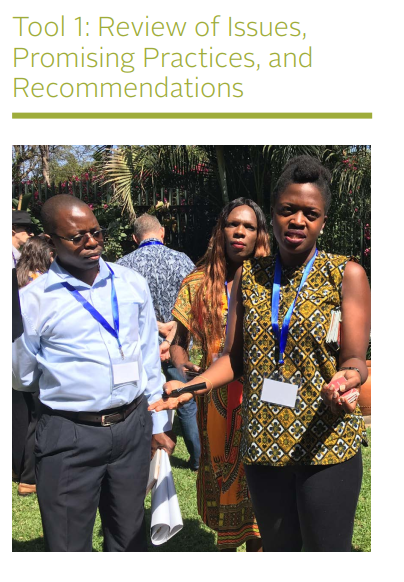 Tool 1: Review of Issues,
Promising Practices, and
Recommendations